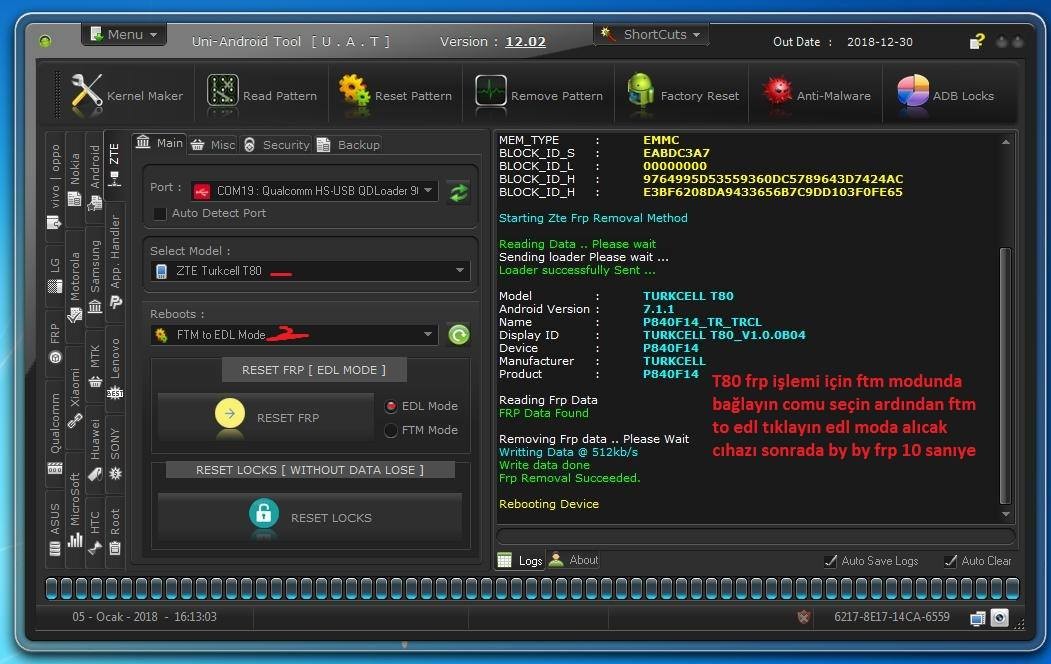 Menu
Uni-Android Tool [ U . A . T ]
Version : 12.02
ShortCuts
Out Date : 2018-12-30
Kernel Maker
Read Pattern
Reset Pattern
Remove Pattern
Factory Reset
Anti-Malware
ADB Locks
vivo | oppo
LG
FRP
Qualcomm
ASUS
Nokia
Motorola
Xiaomi
MicroSoft
Android
Samsung
MTK
Huawei
HTC
ZTE
App. Handler
Lenovo
SONY
Root
Main
Misc
Security
Backup
Port :
COM19 : Qualcomm HS-USB QDLoader
Auto Detect Port
Select Model :
ZTE Turkcell T80
Reboots :
FTM to EDL Mode
2
RESET FRP [ EDL MODE ]
RESET FRP
EDL Mode
FTM Mode
RESET LOCKS [ WITHOUT DATA LOSE ]
RESET LOCKS
MEM_TYPE : EMMC
BLOCK_ID_S : EABDC3A7
BLOCK_ID_L : 00000000
BLOCK_ID_H : 9764995D53559360DC5789643D7424AC
BLOCK_ID_H : E3BF6208DA9433656B7C9DD103F0FE65
Starting Zte Frp Removal Method
Reading Data .. Please wait
Sending loader Please wait ...
Loader successfully Sent ...
Model : TURKCELL T80
Android Version : 7.1.1
Name : P840F14_TR_TRCL
Display ID : TURKCELL T80_V1.0.0B04
Device : P840F14
Manufacturer : TURKCELL
Product : P840F14
Reading Frp Data
FRP Data Found
Removing Frp data .. Please Wait
Writting Data @ 512kb/s
Write data done
Frp Removal Succeeded.
Rebooting Device
T80 frp işlemi için ftm modunda
bağlayın comu seçin ardından ftm
to edl tıklayın edl moda alıcak
cıhazı sonrada by by frp 10 sanıye
Logs
About
Auto Save Logs
Auto Clear
05 - Ocak - 2018 - 16:13:03
6217-8E17-14CA-6559